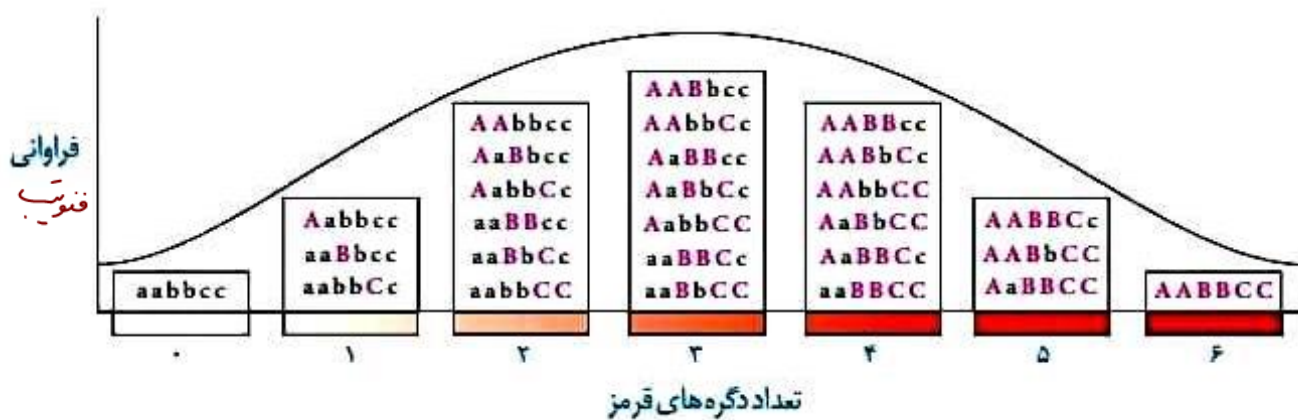 فراوانی
فنوتیپ
aabbcc
Aabbcc
aaBbcc
aabbCc
AAbbcc
AaBbcc
AabbCc
aaBBcc
aaBbCc
aabbCC
AABbcc
AAbbCc
AaBBcc
AaBbCc
AabbCC
aaBBCc
aaBbCC
AABBcc
AABbCc
AAbbCC
AaBbCC
AaBBCc
aaBBCC
AABBCc
AABbCC
AaBBCC
AABBCC
۰ ۱ ۲ ۳ ۴ ۵ ۶
تعداد دگره های قرمز